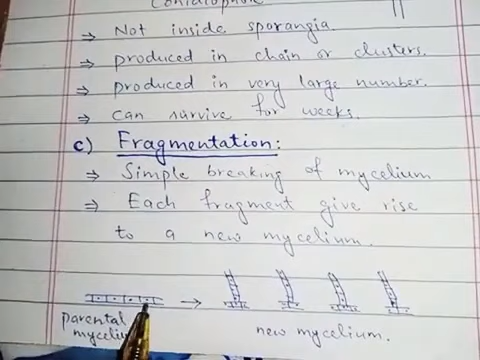 Conidiophore
⇒ Not inside sporangia.
⇒ produced in chain or clusters.
⇒ produced in very large number.
⇒ can survive for weeks.
c) Fragmentation:
⇒ Simple breaking of mycelium
⇒ Each fragment give rise
to a new mycelium.
→
parental
new mycelium.